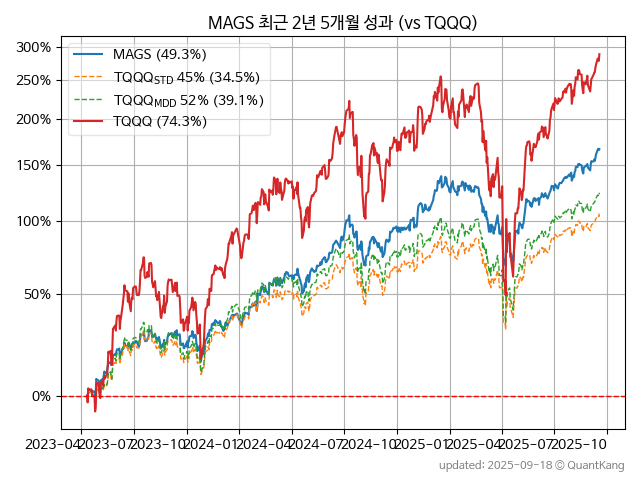 MAGS 최근 2년 5개월 성과 (vs TQQQ)
300%
250%
200%
150%
100%
50%
0%
MAGS (49.3%)
TQQQSTD 45% (34.5%)
TQQQMDD 52% (39.1%)
TQQQ (74.3%)
2023-04 2023-07 2023-10 2024-01 2024-04 2024-07 2024-10 2025-01 2025-04 2025-07 2025-10
updated: 2025-09-18 © QuantKang